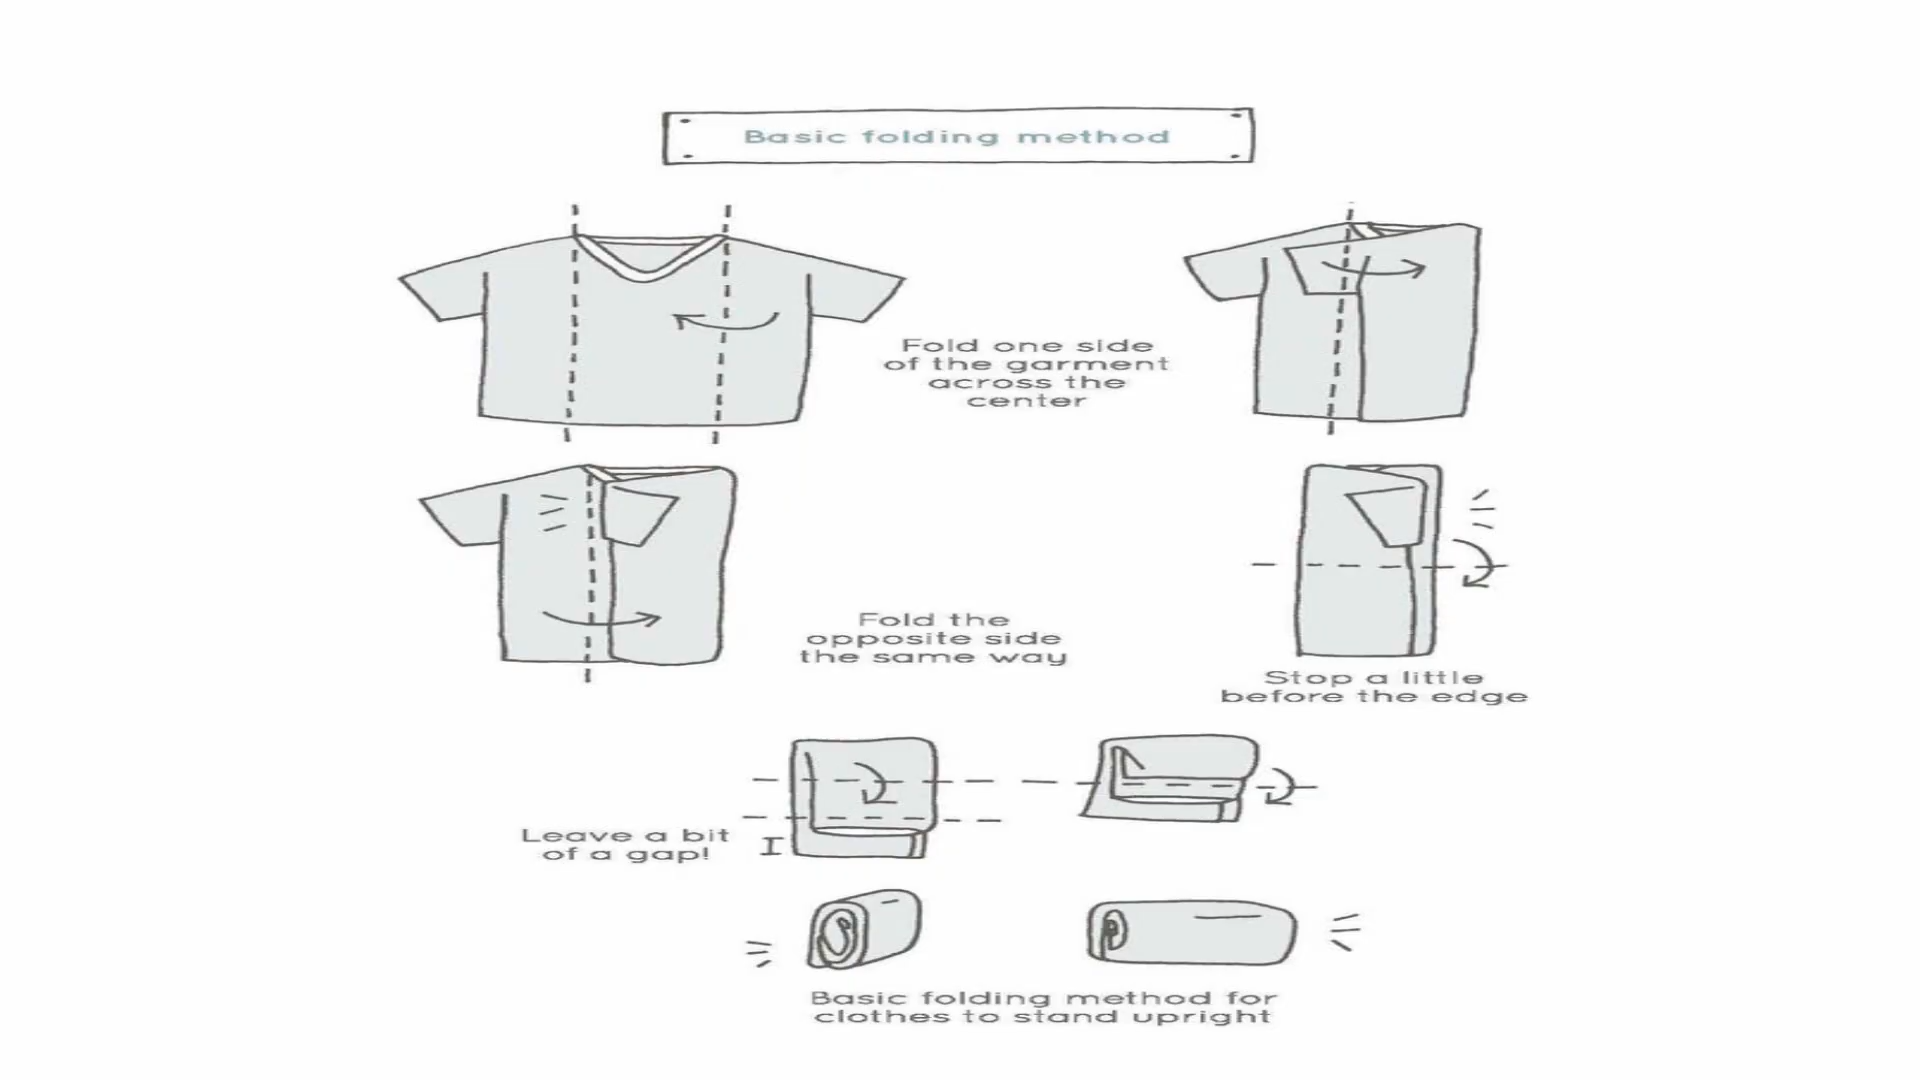 Basic folding method
Fold one side
of the garment
across the
center
Fold the
opposite side
the same way
Stop a little
before the edge
Leave a bit
of a gap!
Basic folding method for
clothes to stand upright